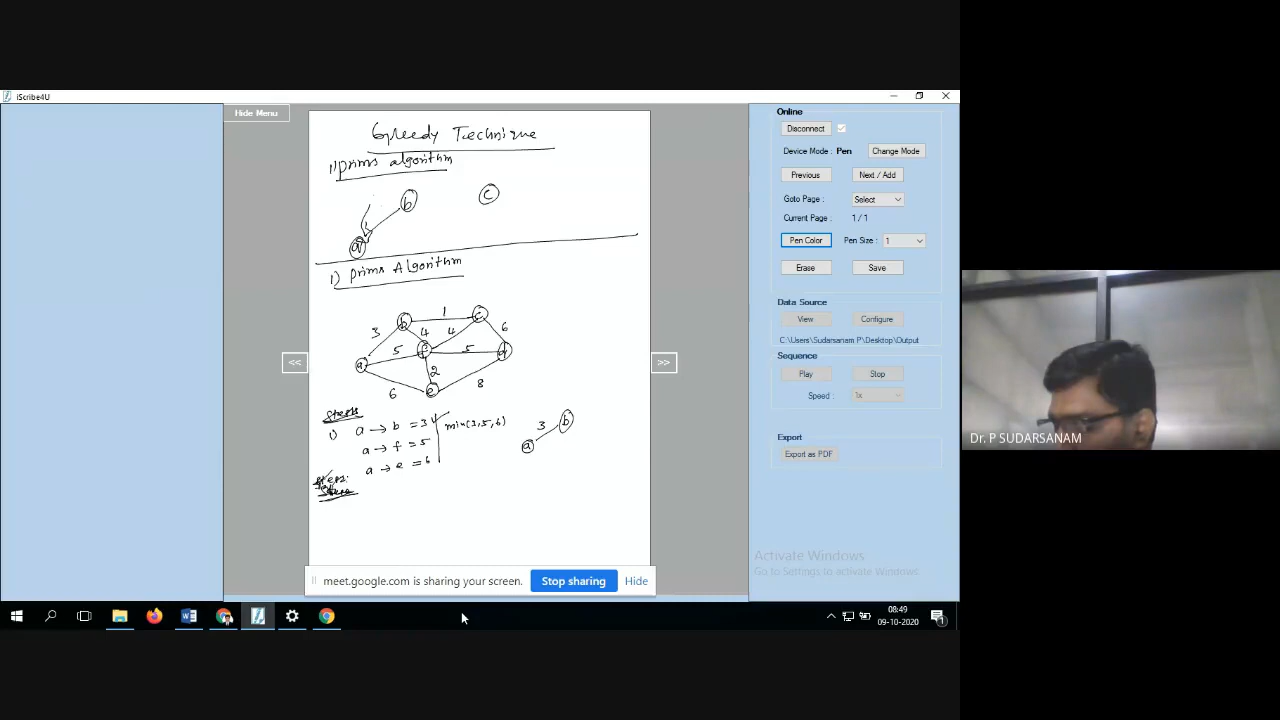 iScribe4U
Hide Menu
Greedy Technique
1) prims algorithm
b
c
a
1) prims Algorithm
1
b
c
3
4
4
6
5
f
5
d
a
2
6
e
8
Steps
1) a → b = 3 ✓ min(3,5,6)
a → f = 5
a → e = 6
3
b
a
<<
>>
Online
Disconnect
Device Mode : Pen
Change Mode
Previous
Next / Add
Goto Page :
Select
Current Page :
1 / 1
Pen Color
Pen Size :
1
Erase
Save
Data Source
View
Configure
C:\Users\Sudarsanam P\Desktop\Output
Sequence
Play
Stop
Speed :
1x
Export
Export as PDF
Activate Windows
Go to Settings to activate Windows.
meet.google.com is sharing your screen.
Stop sharing
Hide
08:49
09-10-2020
1
Dr. P SUDARSANAM